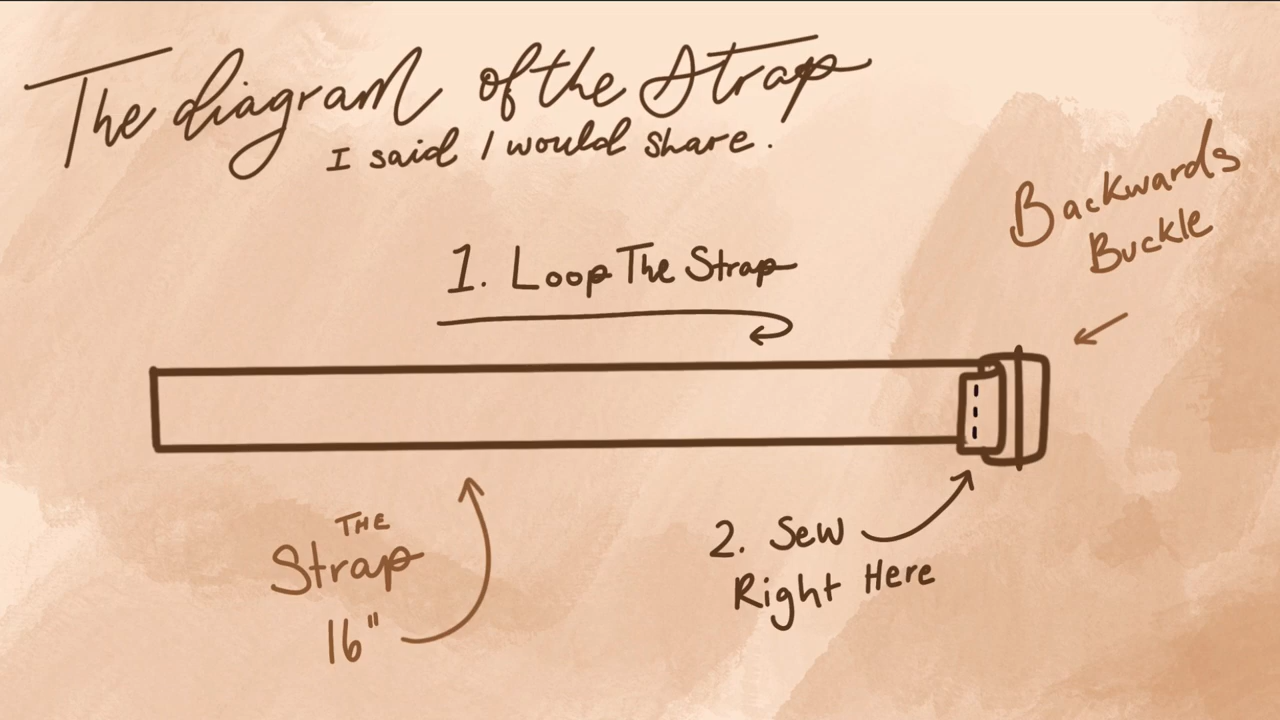 The diagram of the Strap
I said I would share.
Backwards
Buckle
1. Loop The Strap
THE
Strap
16"
2. Sew
Right Here